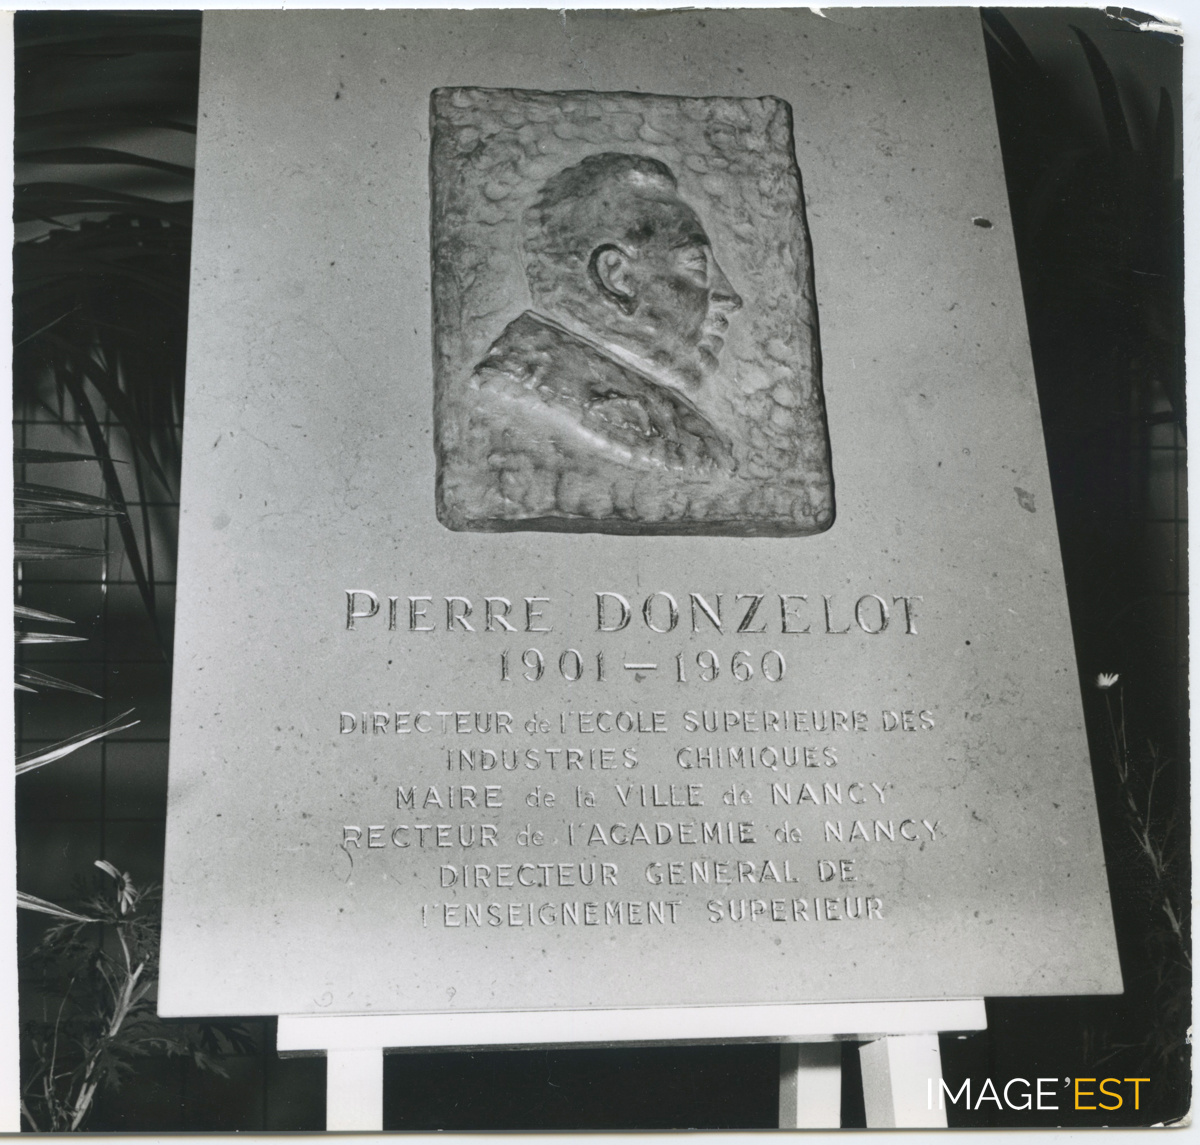 PIERRE DONZELOT
1901 — 1960
DIRECTEUR de l'ECOLE SUPERIEURE DES
INDUSTRIES CHIMIQUES
MAIRE de la VILLE de NANCY
RECTEUR de l'ACADEMIE de NANCY
DIRECTEUR GENERAL DE
l'ENSEIGNEMENT SUPERIEUR
IMAGE'EST